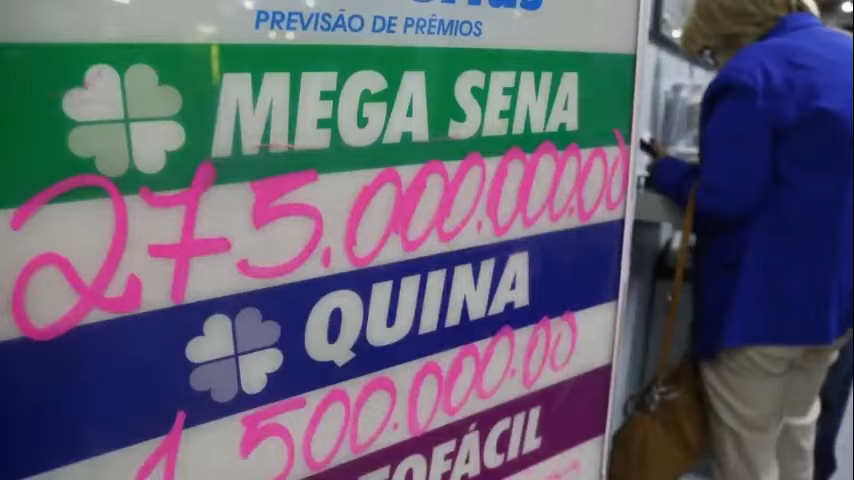 PREVISÃO DE PRÊMIOS
MEGA SENA
275.000.000.00
QUINA
1.500.000.00